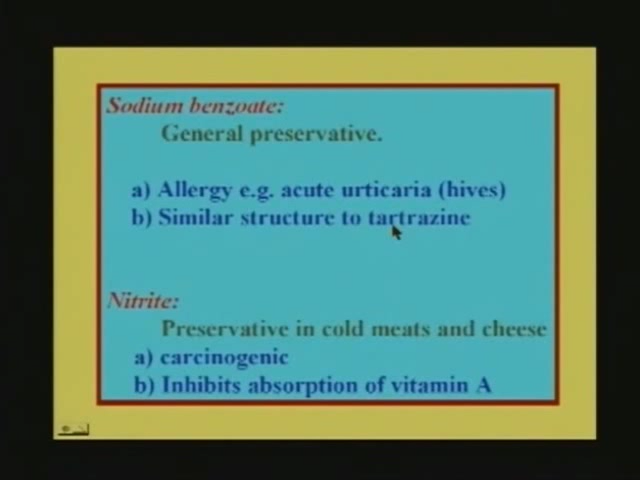 Sodium benzoate:
General preservative.
a) Allergy e.g. acute urticaria (hives)
b) Similar structure to tartrazine
Nitrite:
Preservative in cold meats and cheese
a) carcinogenic
b) Inhibits absorption of vitamin A